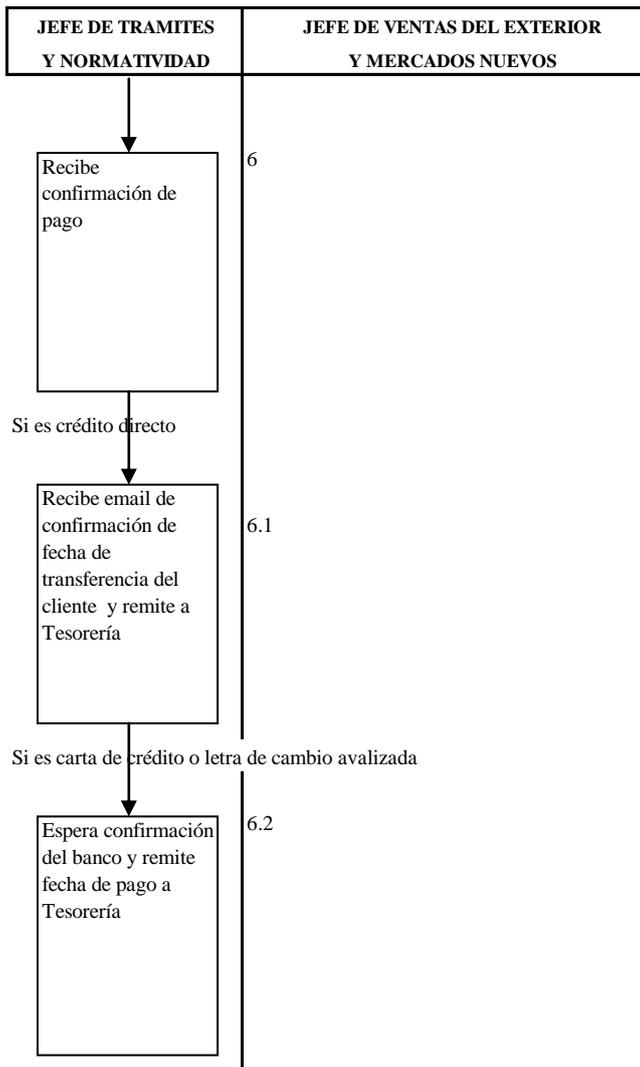 JEFE DE TRAMITES
Y NORMATIVIDAD
JEFE DE VENTAS DEL EXTERIOR
Y MERCADOS NUEVOS
Recibe
confirmación de
pago
6
Si es crédito directo
Recibe email de
confirmación de
fecha de
transferencia del
cliente y remite a
Tesorería
6.1
Si es carta de crédito o letra de cambio avalizada
Espera confirmación
del banco y remite
fecha de pago a
Tesorería
6.2